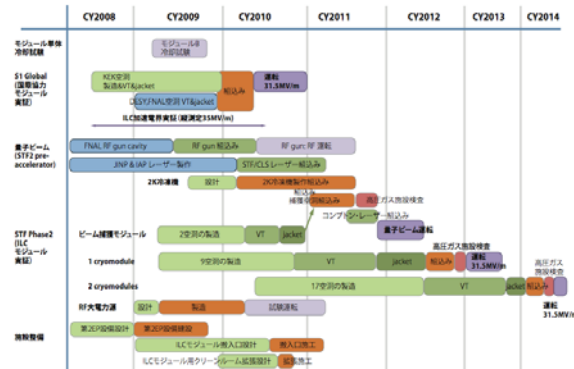 CY2008 CY2009 CY2010 CY2011 CY2012 CY2013 CY2014
モジュール単体
冷却試験
モジュール
冷却試験
S1 Global
(国際協力
モジュール
実証)
KEK空洞
製造&VT&jacket
DESY,FNAL空洞 VT&jacket
組込み
運転
31.5MV/m
ILC加速電界実証(縦測定35MV/m)
量子ビーム
(STF2 pre-
accelerator)
FNAL RF gun cavity
RF gun 組込み
RF gun: RF 運転
JINP & IAP レーザー製作
STF/CLS レーザー組込み
2K冷凍機
設計
2K冷凍機製作組込み
組込み
捕獲空洞組込み
高圧ガス施設検査
コンプトン・レーザー組込み
量子ビーム運転
STF Phase2
(ILC
モジュール
実証)
ビーム捕獲モジュール
2空洞の製造
VT
jacket
高圧ガス施設検査
1 cryomodule
9空洞の製造
VT
jacket
組込み
運転
31.5MV/m
高圧ガス
施設検査
2 cryomodules
17空洞の製造
VT
jacket
組込み
運転
31.5MV/m
RF大電力源
設計
製造
試験運転
施設整備
第2EP設備設計
第2EP設備建設
ILCモジュール搬入口設計
搬入口施工
ILCモジュール用クリーンルーム拡張設計
拡張施工